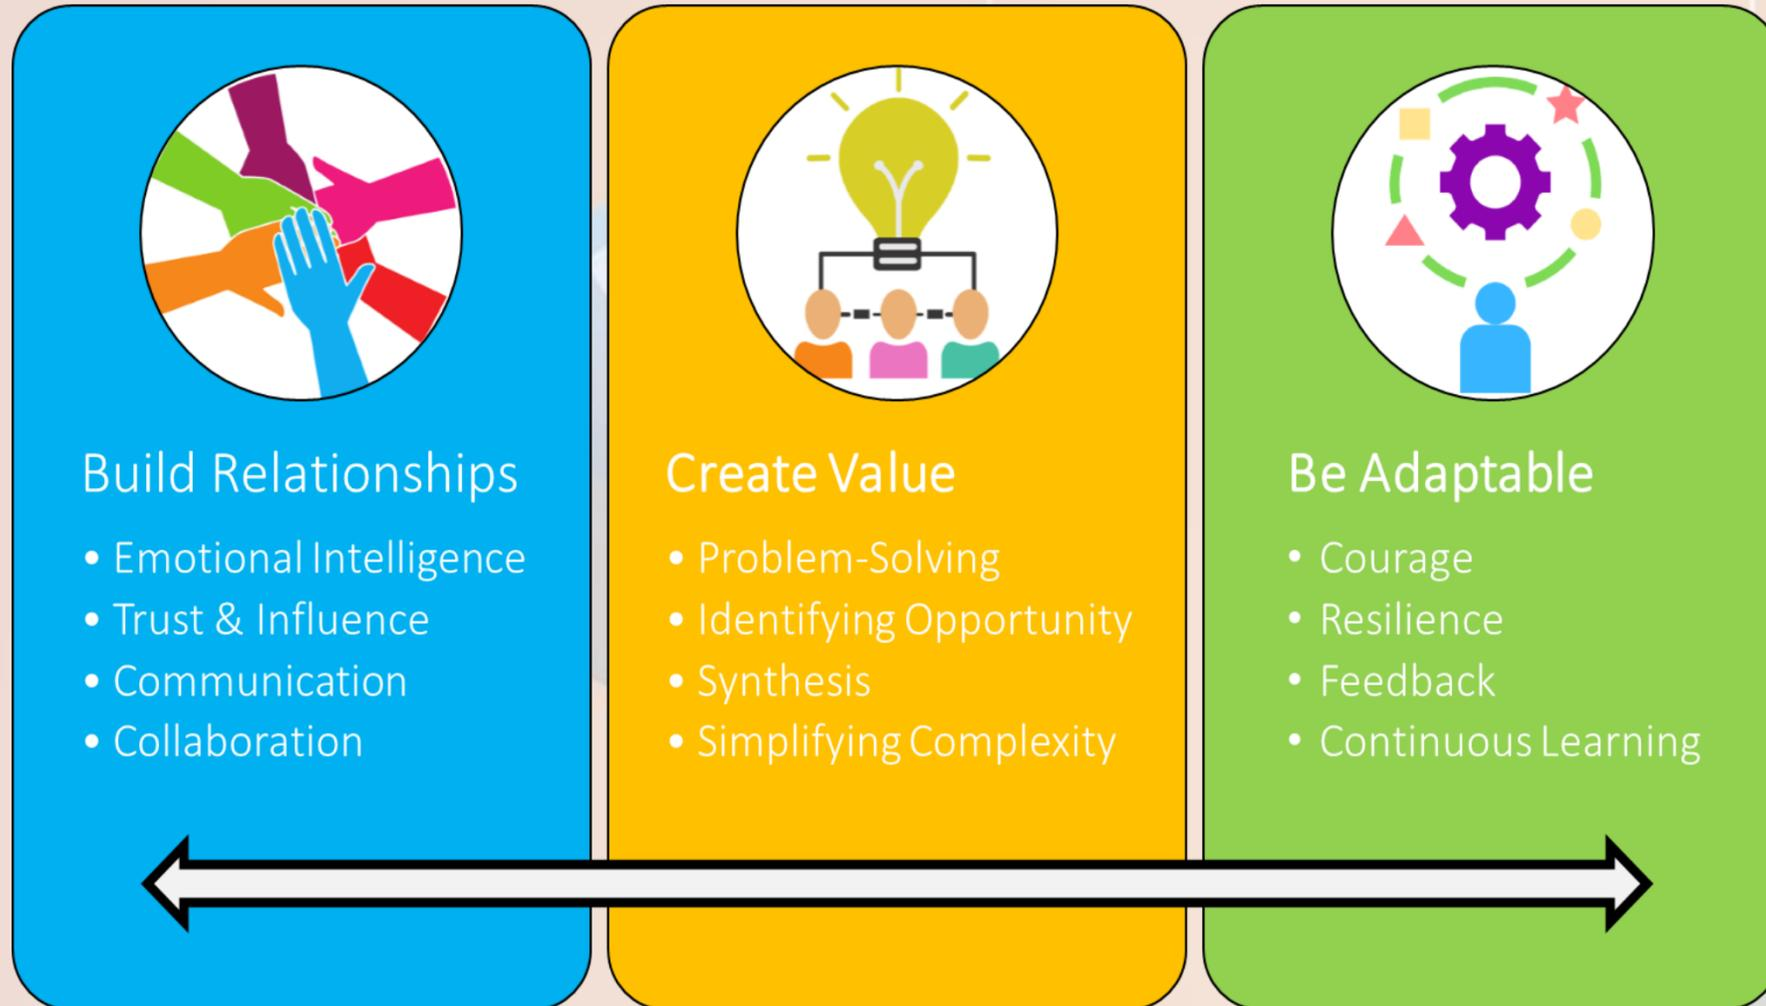 Build Relationships
• Emotional Intelligence
• Trust & Influence
• Communication
• Collaboration
Create Value
• Problem-Solving
• Identifying Opportunity
• Synthesis
• Simplifying Complexity
Be Adaptable
• Courage
• Resilience
• Feedback
• Continuous Learning